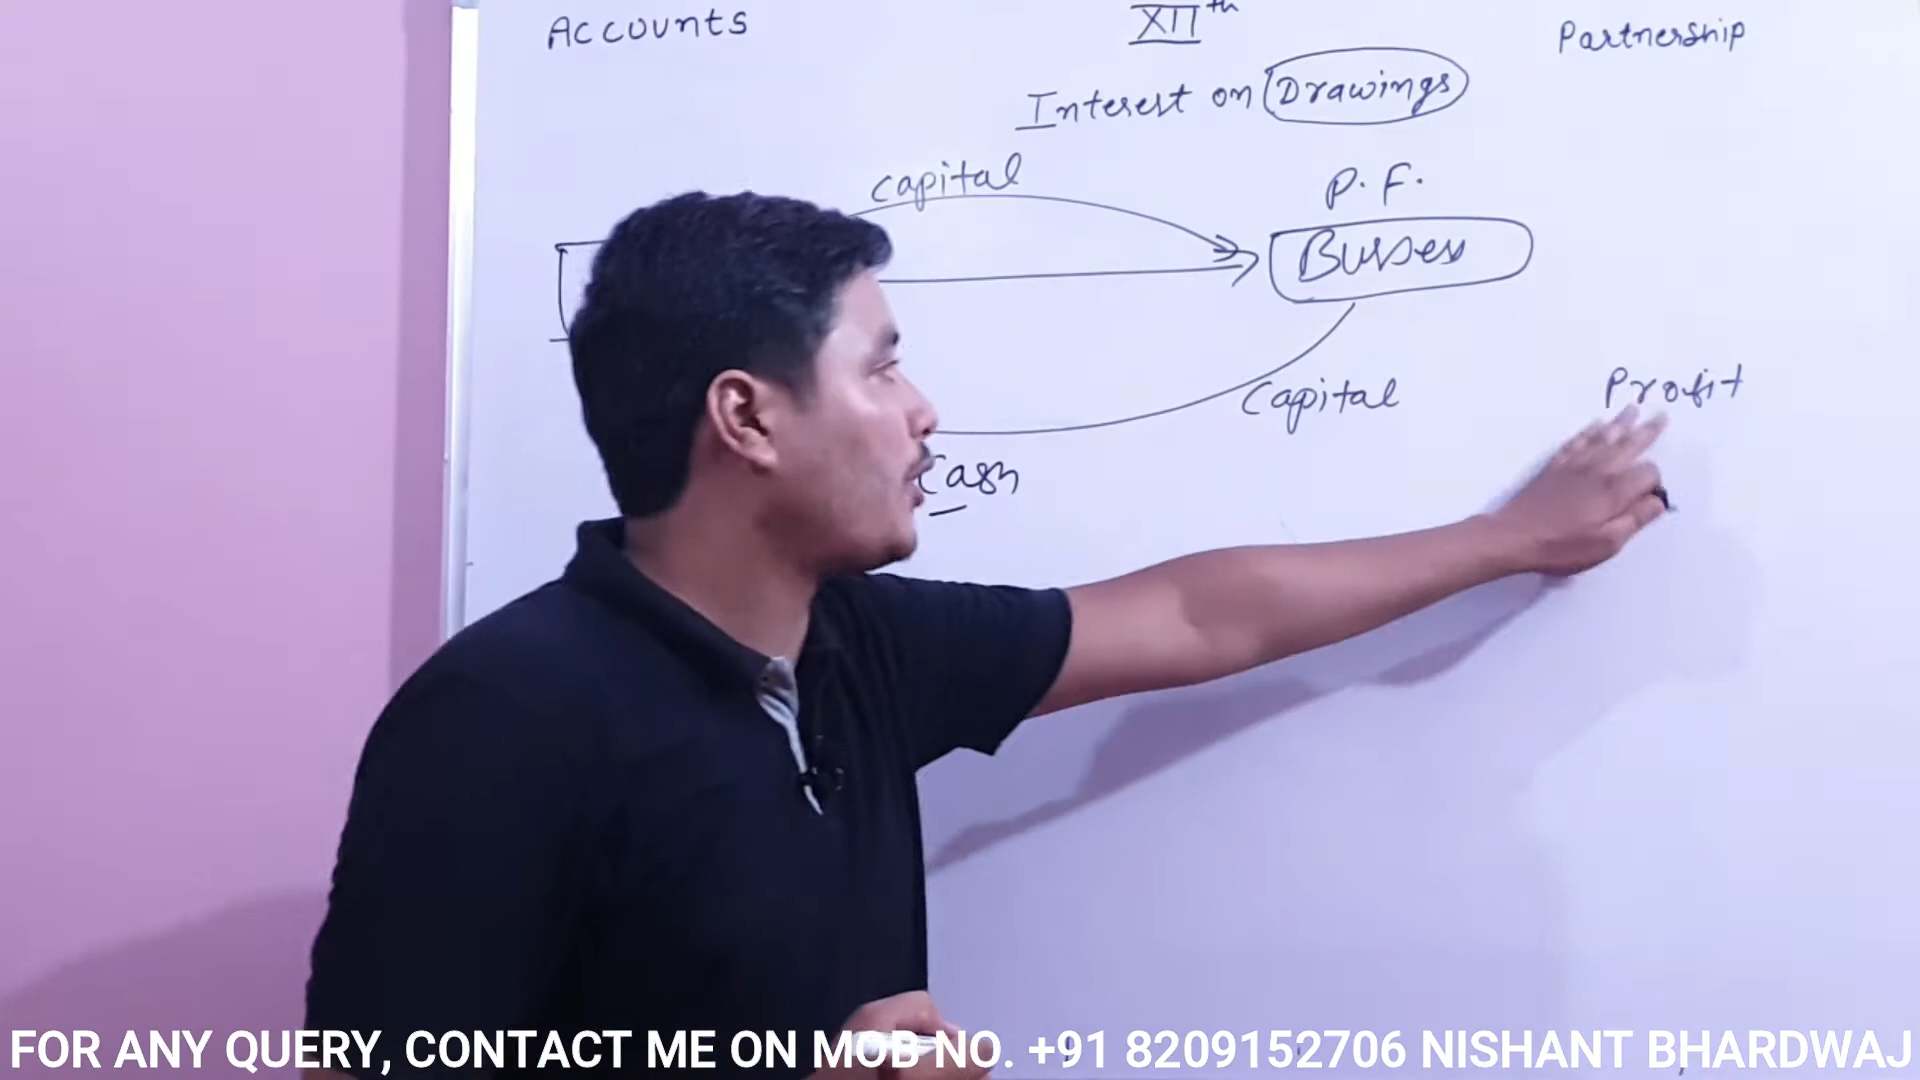 Accounts
XIIth
Partnership
Interest on Drawings
Capital
P.F.
Capital
Profit
Cash
FOR ANY QUERY, CONTACT ME ON MOB NO. +91 8209152706 NISHANT BHARDWAJ